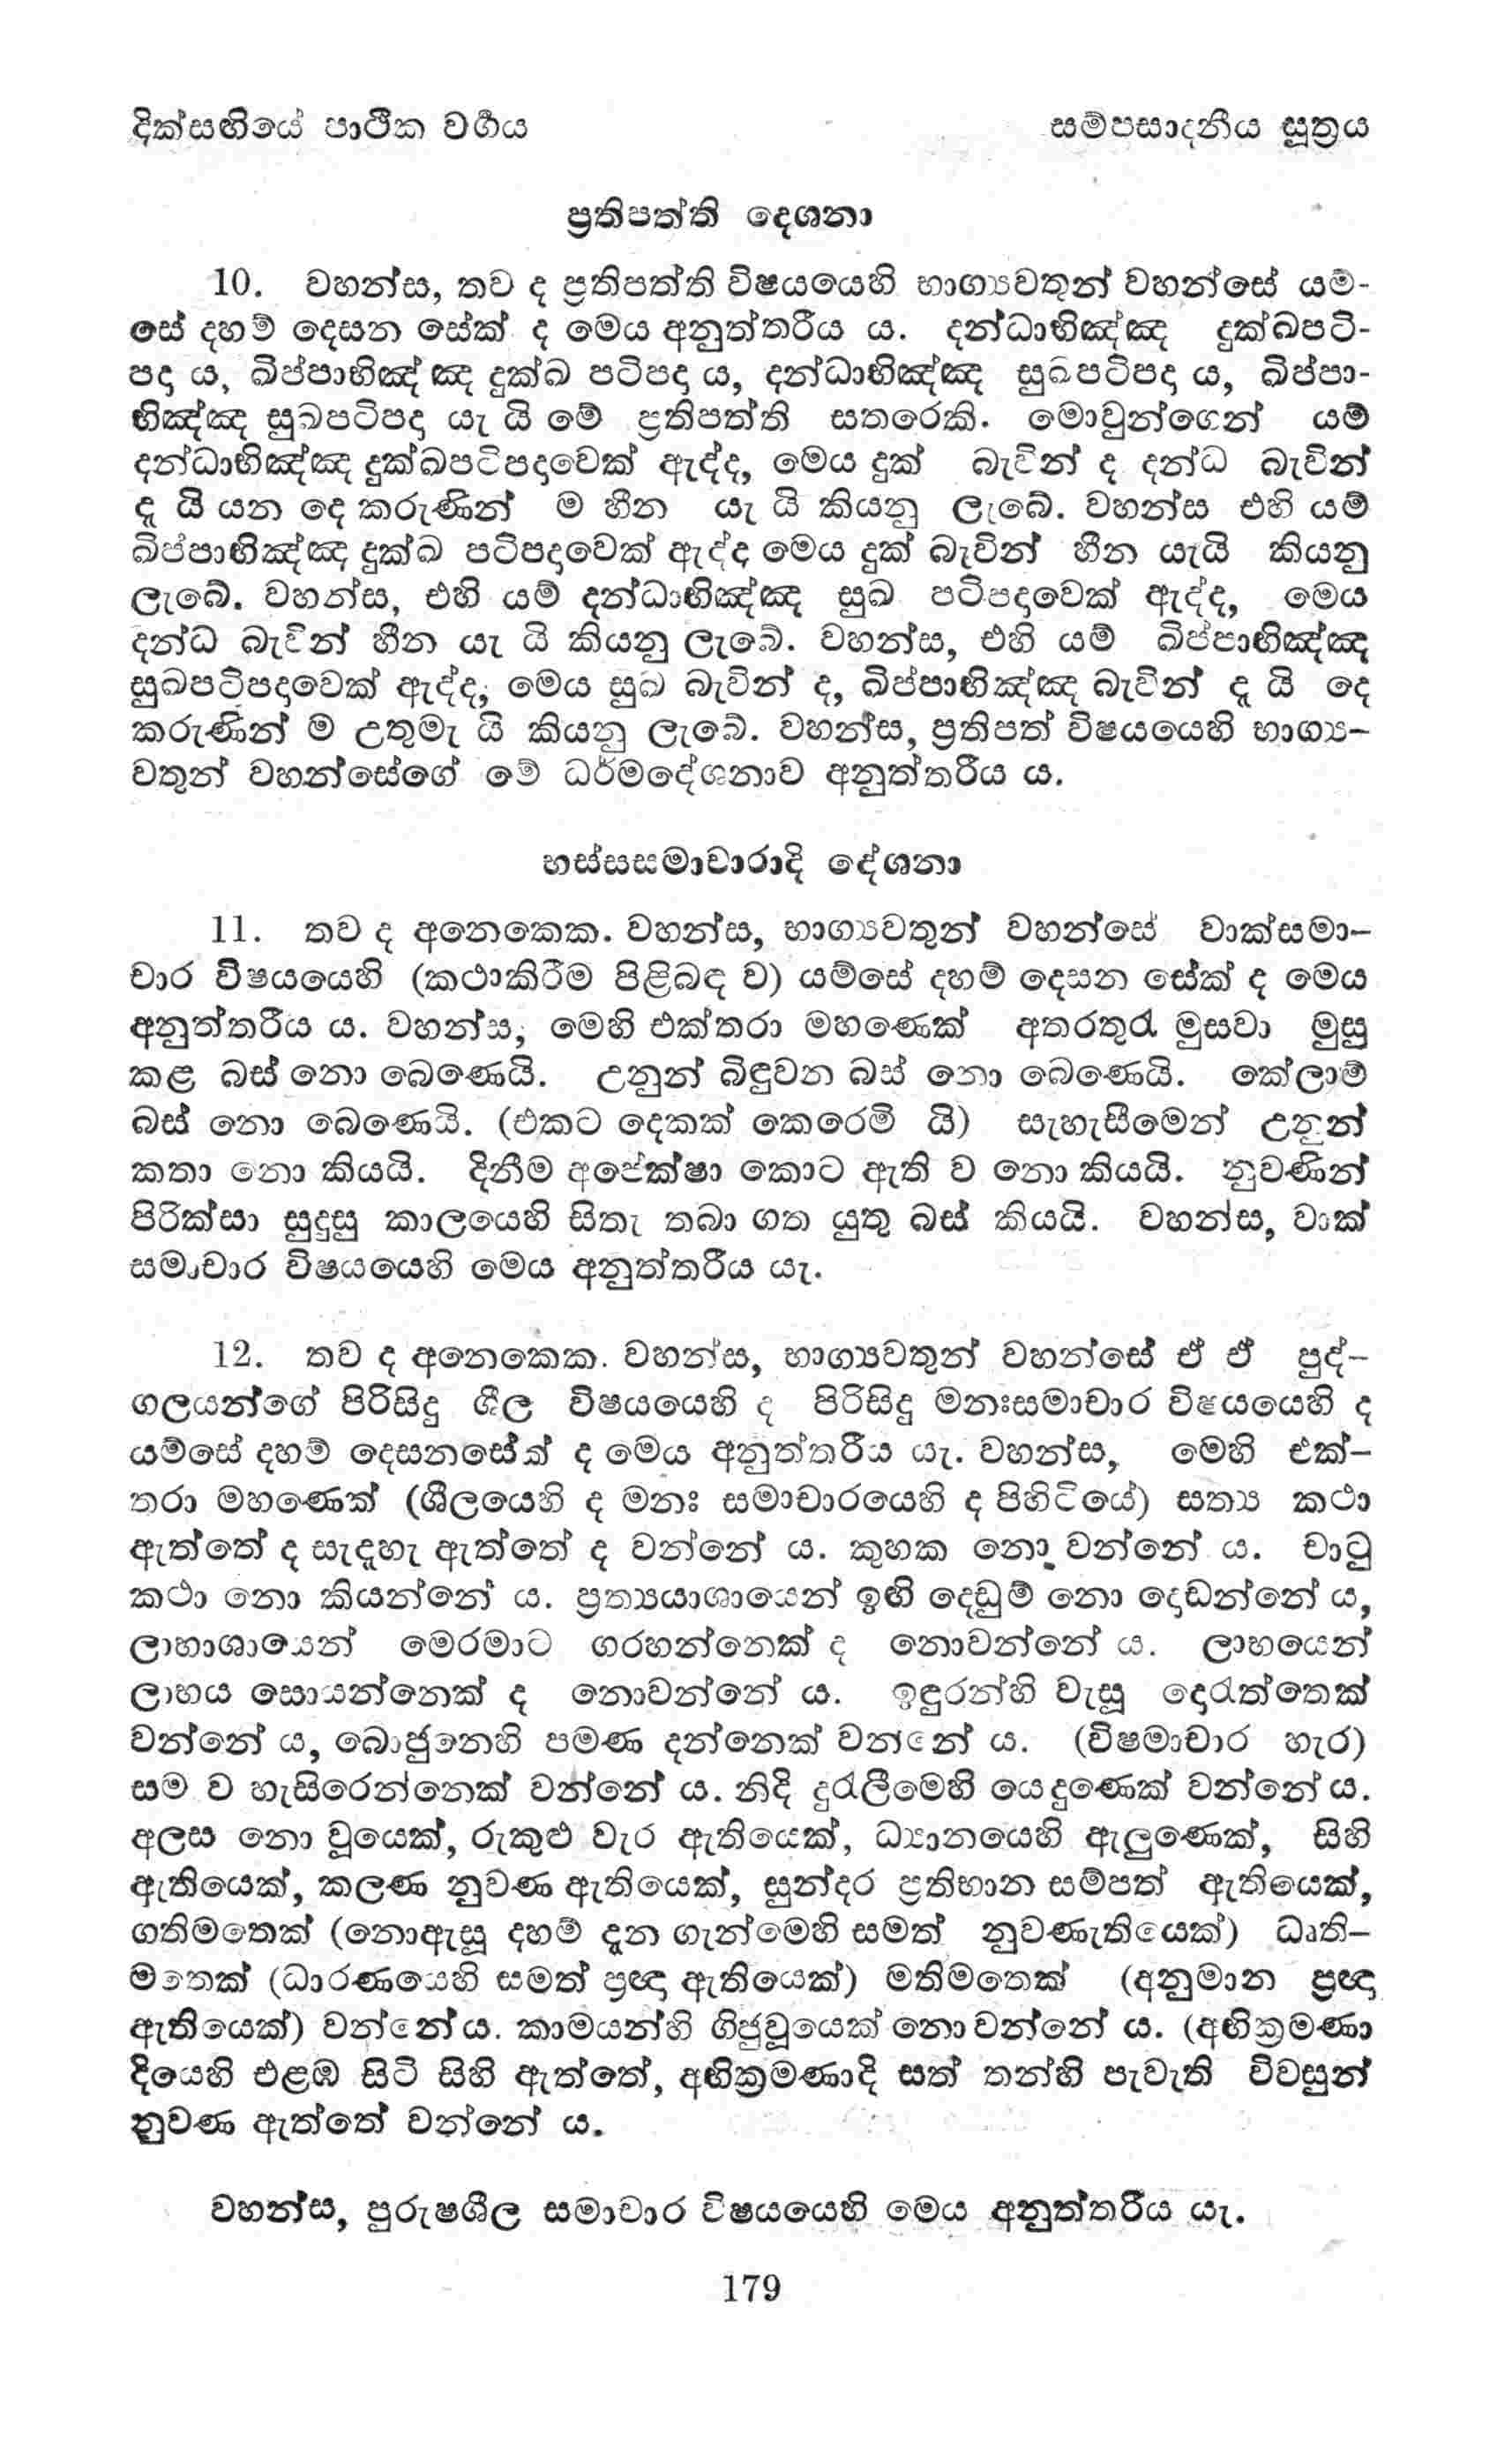 දික්සඟියේ පාථික වර්ගය සම්පසාදනීය සූත්‍රය
ප්‍රතිපත්ති දෙශනා
10. වහන්ස, තව ද ප්‍රතිපත්ති විෂයයෙහි භාග්‍යවතුන් වහන්සේ යම්-
සේ දහම් දෙසන සේක් ද මෙය අනුත්තරීය ය. දන්ධාභිඤ්ඤ දුක්ඛපටි-
පදා ය, ඛිප්පාභිඤ්ඤ දුක්ඛ පටිපදා ය, දන්ධාභිඤ්ඤ සුඛපටිපදා ය, ඛිප්පා-
භිඤ්ඤ සුඛපටිපදා යැ යි මේ ප්‍රතිපත්ති සතරෙකි. මොවුන්ගෙන් යම්
දන්ධාභිඤ්ඤ දුක්ඛපටිපදාවෙක් ඇද්ද, මෙය දුක් බැවින් ද දන්ධ බැවින්
දැ යි යන දෙ කරුණින් ම හීන යැ යි කියනු ලැබේ. වහන්ස එහි යම්
ඛිප්පාභිඤ්ඤ දුක්ඛ පටිපදාවෙක් ඇද්ද මෙය දුක් බැවින් හීන යැයි කියනු
ලැබේ. වහන්ස, එහි යම් දන්ධාභිඤ්ඤ සුඛ පටිපදාවෙක් ඇද්ද, මෙය
දන්ධ බැවින් හීන යැ යි කියනු ලැබේ. වහන්ස, එහි යම් ඛිප්පාභිඤ්ඤ
සුඛපටිපදාවෙක් ඇද්ද, මෙය සුඛ බැවින් ද, ඛිප්පාභිඤ්ඤ බැවින් දැ යි දෙ
කරුණින් ම උතුමැ යි කියනු ලැබේ. වහන්ස, ප්‍රතිපත් විෂයයෙහි භාග්‍ය-
වතුන් වහන්සේගේ මේ ධර්මදේශනාව අනුත්තරීය ය.
භස්සසමාචාරාදි දේශනා
11. තව ද අනෙකෙක. වහන්ස, භාග්‍යවතුන් වහන්සේ වාක්සමා-
චාර විෂයයෙහි (කථාකිරීම පිළිබඳ ව) යම්සේ දහම් දෙසන සේක් ද මෙය
අනුත්තරීය ය. වහන්ස, මෙහි එක්තරා මහණෙක් අතරතුරැ මුසවා මුසු
කළ බස් නො බෙණෙයි. උනුන් බිඳුවන බස් නො බෙණෙයි. කේලාම්
බස් නො බෙණෙයි. (එකට දෙකක් කෙරෙමි යි) සැහැසීමෙන් උනුන්
කතා නො කියයි. දිනීම අපේක්ෂා කොට ඇති ව නො කියයි. නුවණින්
පිරික්සා සුදුසු කාලයෙහි සිතැ තබා ගත යුතු බස් කියයි. වහන්ස, වාක්
සමාචාර විෂයයෙහි මෙය අනුත්තරීය යැ.
12. තව ද අනෙකෙක. වහන්ස, භාග්‍යවතුන් වහන්සේ ඒ ඒ පුද්-
ගලයන්ගේ පිරිසිදු ශීල විෂයයෙහි ද පිරිසිදු මනඃසමාචාර විෂයයෙහි ද
යම්සේ දහම් දෙසනසේක් ද මෙය අනුත්තරීය යැ. වහන්ස, මෙහි එක්-
තරා මහණෙක් (ශීලයෙහි ද මනඃ සමාචාරයෙහි ද පිහිටියේ) සත්‍ය කථා
ඇත්තේ ද සැදැහැ ඇත්තේ ද වන්නේ ය. කුහක නො වන්නේ ය. චාටු
කථා නො කියන්නේ ය. ප්‍රත්‍යයාශායෙන් ඉඟි දෙඩුම් නො දොඩන්නේ ය,
ලාභාශායෙන් මෙරමාට ගරහන්නෙක් ද නොවන්නේ ය. ලාභයෙන්
ලාභය සොයන්නෙක් ද නොවන්නේ ය. ඉඳුරන්හි වැසූ දොරැත්තෙක්
වන්නේ ය, බොජුනෙහි පමණ දන්නෙක් වන්නේ ය. (විෂමාචාර හැර)
සම ව හැසිරෙන්නෙක් වන්නේ ය. නිදි දුරැලීමෙහි යෙදුණෙක් වන්නේ ය.
අලස නො වූයෙක්, රුකුළු වැර ඇතියෙක්, ධ්‍යානයෙහි ඇලුණෙක්, සිහි
ඇතියෙක්, කලණ නුවණ ඇතියෙක්, සුන්දර ප්‍රතිභාන සම්පත් ඇතියෙක්,
ගතිමතෙක් (නොඇසූ දහම් දැන ගැන්මෙහි සමත් නුවණැතියෙක්) ධෘති-
මතෙක් (ධාරණයෙහි සමත් ප්‍රඥා ඇතියෙක්) මතිමතෙක් (අනුමාන ප්‍රඥා
ඇතියෙක්) වන්නේ ය. කාමයන්හි ගිජුවූයෙක් නො වන්නේ ය. (අභික්‍රමණා
දියෙහි එළඹ සිටි සිහි ඇත්තේ, අභික්‍රමණාදි සත් තන්හි පැවැති විවසුන්
නුවණ ඇත්තේ වන්නේ ය.
වහන්ස, පුරුෂශීල සමාචාර විෂයයෙහි මෙය අනුත්තරීය යැ.
179